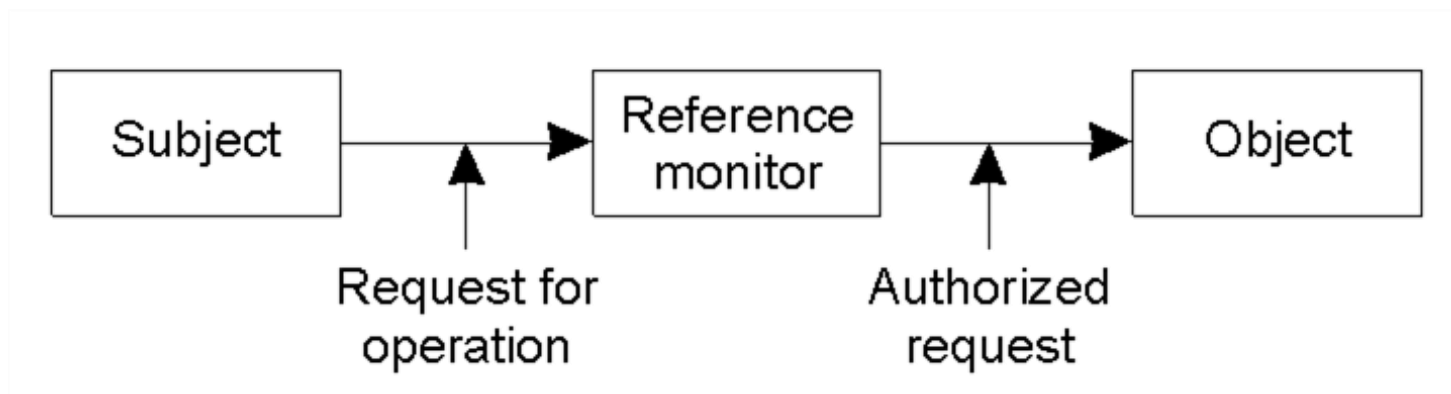 Subject
Reference
monitor
Object
Request for
operation
Authorized
request